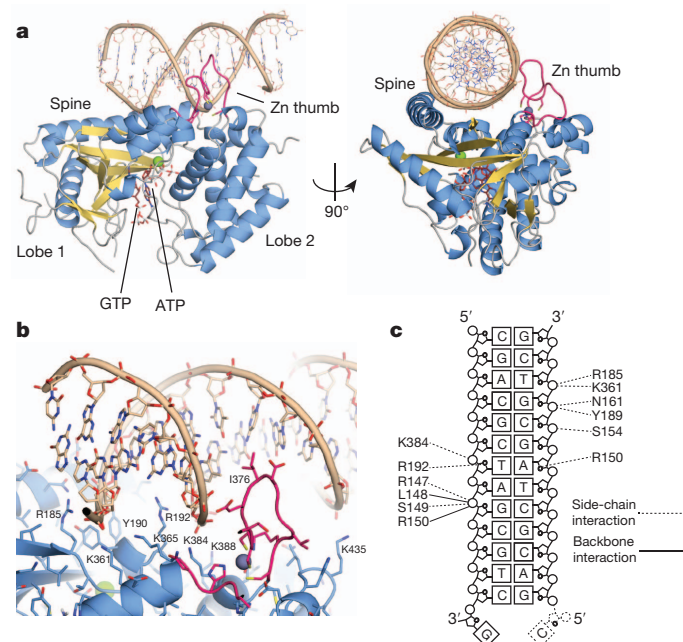 a
Spine
Zn thumb
Lobe 1
Lobe 2
GTP
ATP
90°
Spine
Zn thumb
b
R185
Y190
R192
I376
K361
K365
K384
K388
K435
c
5′ 3′
C G
G C
A T
C G
G C
C G
T A
A T
G C
C G
G C
T A
C G
3′ 5′
G C
R185
K361
N161
Y189
S154
R150
K384
R192
R147
L148
S149
R150
Side-chain
interaction
Backbone
interaction